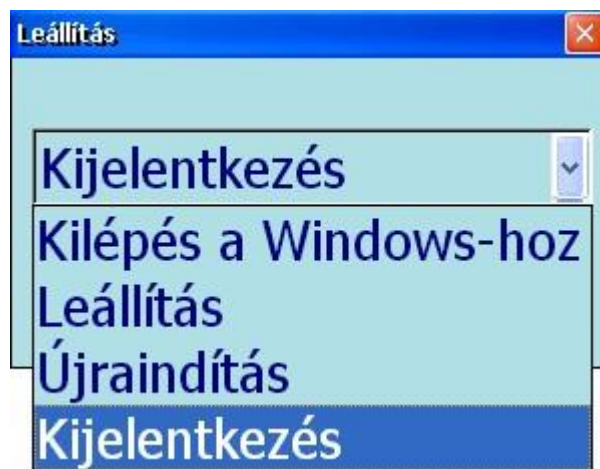 Leállítás
Kijelentkezés
Kilépés a Windows-hoz
Leállítás
Újraindítás
Kijelentkezés